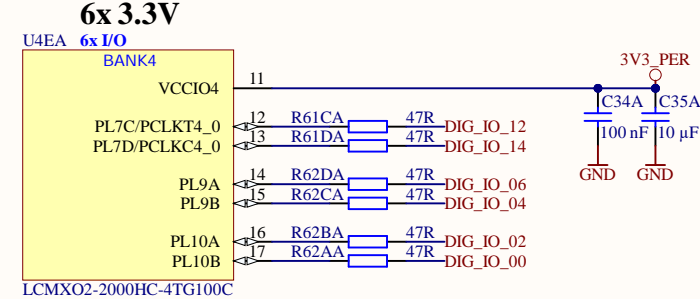 6x 3.3V
U4EA 6x I/O
BANK4
VCCIO4 11
3V3_PER
C34A C35A
100 nF 10 µF
GND GND
PL7C/PCLKT4_0 12 R61CA 47R DIG_IO_12
PL7D/PCLKC4_0 13 R61DA 47R DIG_IO_14
PL9A 14 R62DA 47R DIG_IO_06
PL9B 15 R62CA 47R DIG_IO_04
PL10A 16 R62BA 47R DIG_IO_02
PL10B 17 R62AA 47R DIG_IO_00
LCMXO2-2000HC-4TG100C